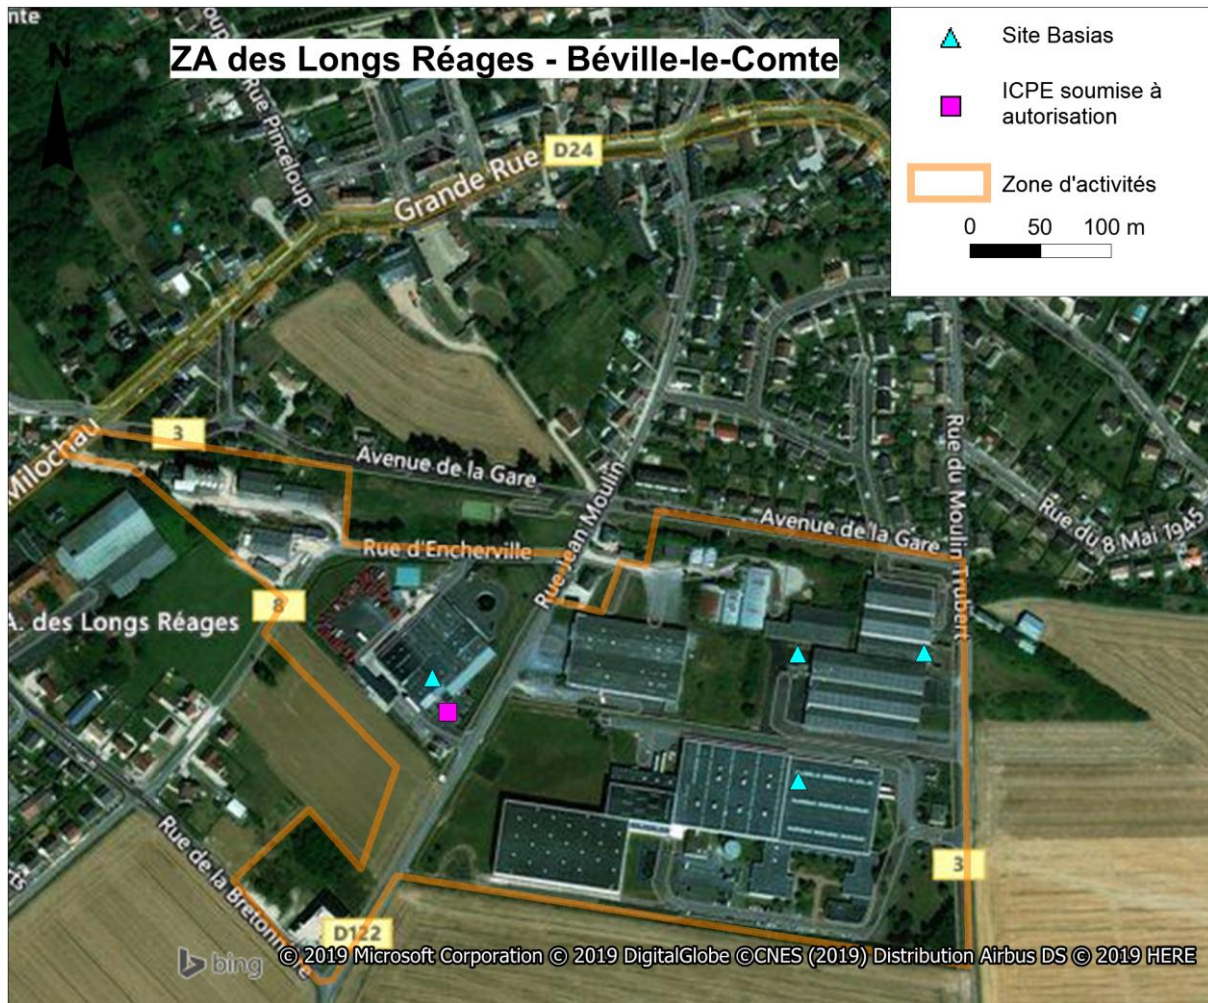 nte
N
ZA des Longs Réages - Béville-le-Comte
Site Basias
ICPE soumise à
autorisation
Zone d'activités
0 50 100 m
Rue Pinceloup
D24
Grande Rue
Milochau
3
Avenue de la Gare
Rue Jean Moulin
Avenue de la Gare
Rue du Moulin Trubert
Rue du 8 Mai 1945
Rue d'Encherville
8
A. des Longs Réages
Rue de la Bretonn
ts
3
D122
bing
© 2019 Microsoft Corporation © 2019 DigitalGlobe ©CNES (2019) Distribution Airbus DS © 2019 HERE